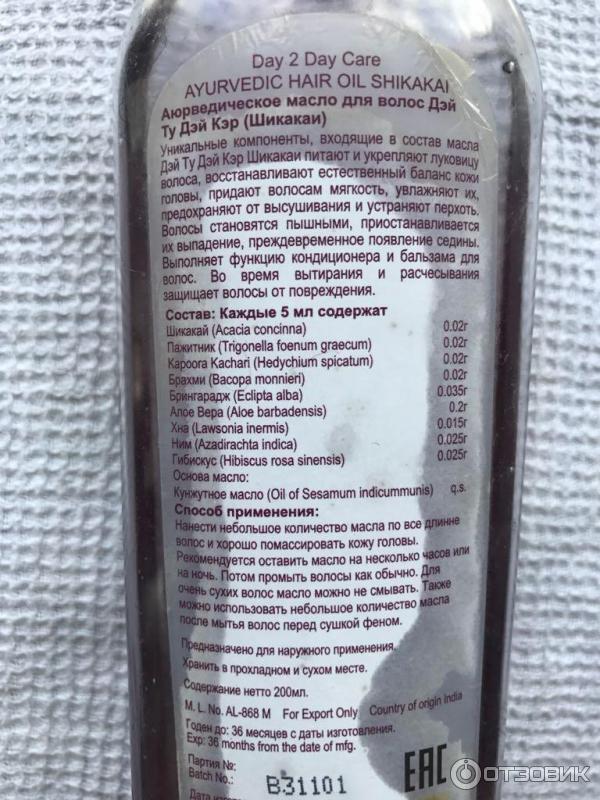 Day 2 Day Care
AYURVEDIC HAIR OIL SHIKAKAI
Аюрведическое масло для волос Дэй
Ту Дэй Кэр (Шикакаи)
Уникальные компоненты, входящие в состав масла
Дэй Ту Дэй Кэр Шикакаи питают и укрепляют луковицу
волоса, восстанавливают естественный баланс кожи
головы, придают волосам мягкость, увлажняют их,
предохраняют от высушивания и устраняют перхоть.
Волосы становятся пышными, приостанавливается
их выпадение, преждевременное появление седины.
Выполняет функцию кондиционера и бальзама для
волос. Во время вытирания и расчесывания
защищает волосы от повреждения.
Состав: Каждые 5 мл содержат
Шикакай (Acacia concinna) 0.02г
Пажитник (Trigonella foenum graecum) 0.02г
Kapoora Kachari (Hedychium spicatum) 0.02г
Брахми (Bacopa monnieri) 0.02г
Брингарадж (Eclipta alba) 0.035г
Алое Вера (Aloe barbadensis) 0.2г
Хна (Lawsonia inermis) 0.015г
Ним (Azadirachta indica) 0.025г
Гибискус (Hibiscus rosa sinensis) 0.025г
Основа масло:
Кунжутное масло (Oil of Sesamum indicummunis) q.s.
Способ применения:
Нанести небольшое количество масла по все длинне
волос и хорошо помассировать кожу головы.
Рекомендуется оставить масло на несколько часов или
на ночь. Потом промыть волосы как обычно. Для
очень сухих волос масло можно не смывать. Также
можно использовать небольшое количество масла
после мытья волос перед сушкой феном.
Предназначено для наружного применения.
Хранить в прохладном и сухом месте.
Содержание нетто 200мл.
M. L. No. AL-868 M For Export Only Country of origin India
Годен до: 36 месяцев с даты изготовления.
Exp: 36 months from the date of mfg.
Партия №:
Batch No.: B31101
EAC
Дата
ОТЗОВИК